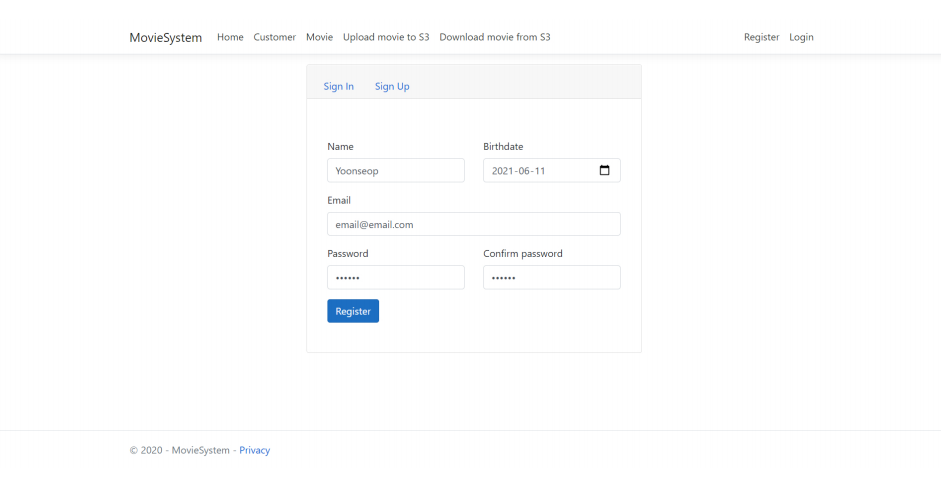 MovieSystem Home Customer Movie Upload movie to S3 Download movie from S3 Register Login
Sign In Sign Up
Name Birthdate
Yoonseop 2021-06-11
Email
email@email.com
Password Confirm password
•••••• ••••••
Register
© 2020 - MovieSystem - Privacy